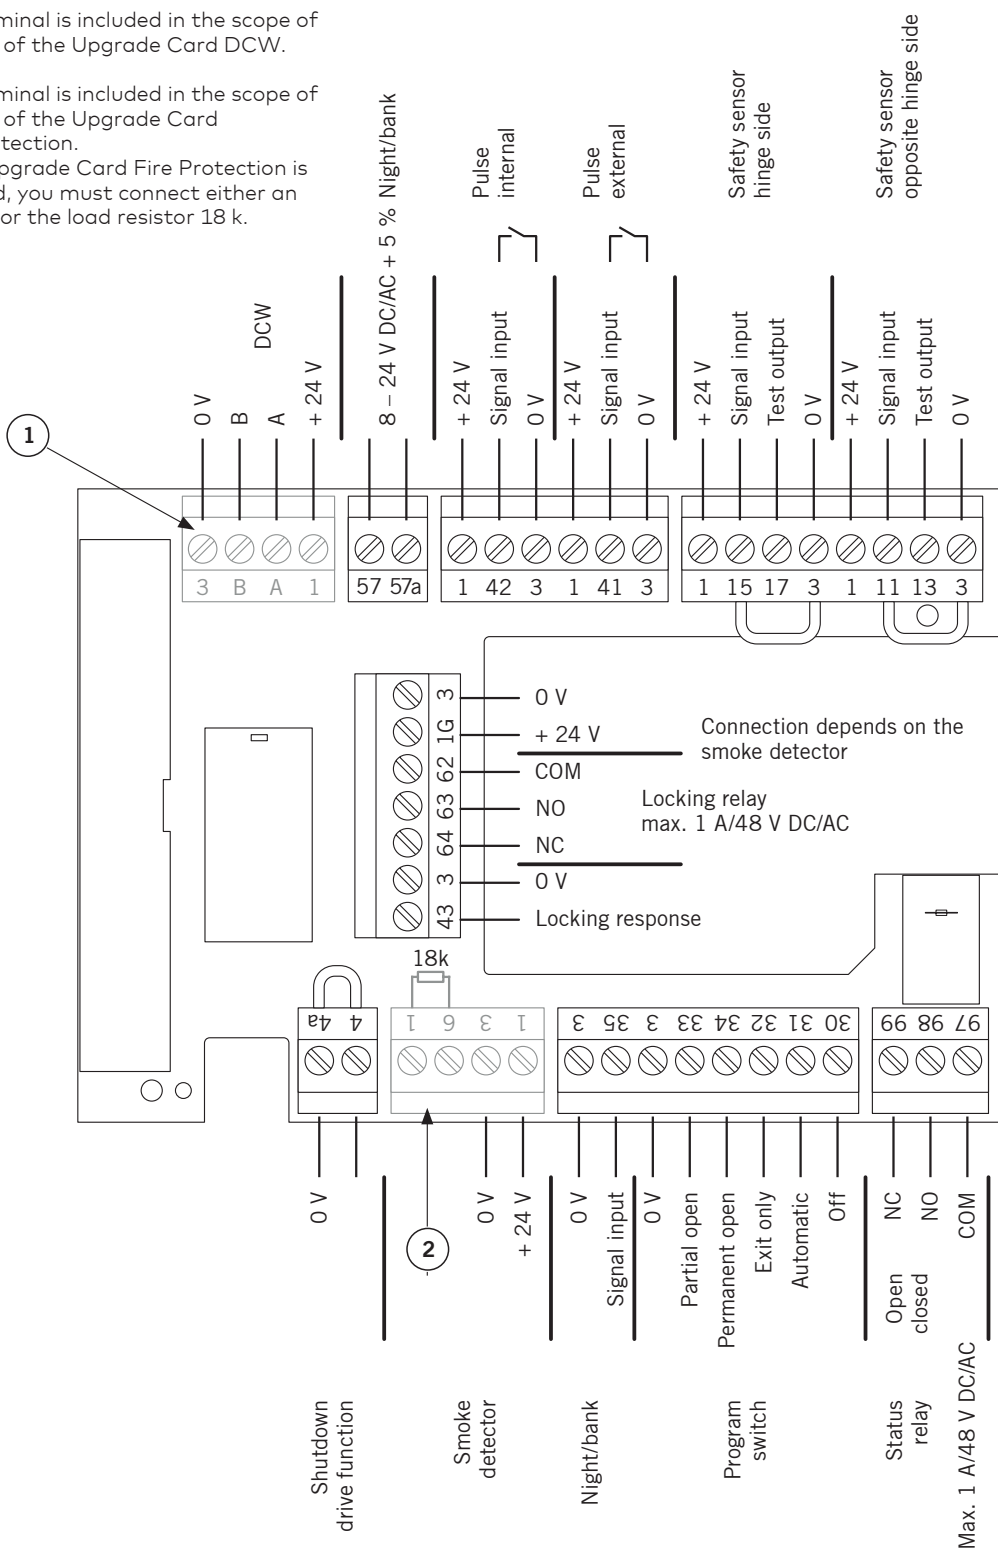 minal is included in the scope of
of the Upgrade Card DCW.
minal is included in the scope of
of the Upgrade Card
tection.
pgrade Card Fire Protection is
d, you must connect either an
or the load resistor 18 k.
DCW
8 – 24 V DC/AC + 5 % Night/bank
Pulse
internal
Pulse
external
Safety sensor
hinge side
Safety sensor
opposite hinge side
0 V
B
A
+ 24 V
+ 24 V
Signal input
0 V
+ 24 V
Signal input
0 V
+ 24 V
Signal input
Test output
0 V
+ 24 V
Signal input
Test output
0 V
1
3 B A 1
57 57a
1 42 3 1 41 3
1 15 17 3 1 11 13 3
3 0 V
1G + 24 V
Connection depends on the
smoke detector
62 COM
63 NO
64 NC
Locking relay
max. 1 A/48 V DC/AC
3 0 V
43 Locking response
18k
4a 4
1 6 3 1
3 35 3 33 34 32 31 30
99 98 97
0 V
2
0 V
+ 24 V
0 V
Signal input
0 V
Partial open
Permanent open
Exit only
Automatic
Off
NC
NO
COM
Open
closed
Shutdown
drive function
Smoke
detector
Night/bank
Program
switch
Status
relay
Max. 1 A/48 V DC/AC